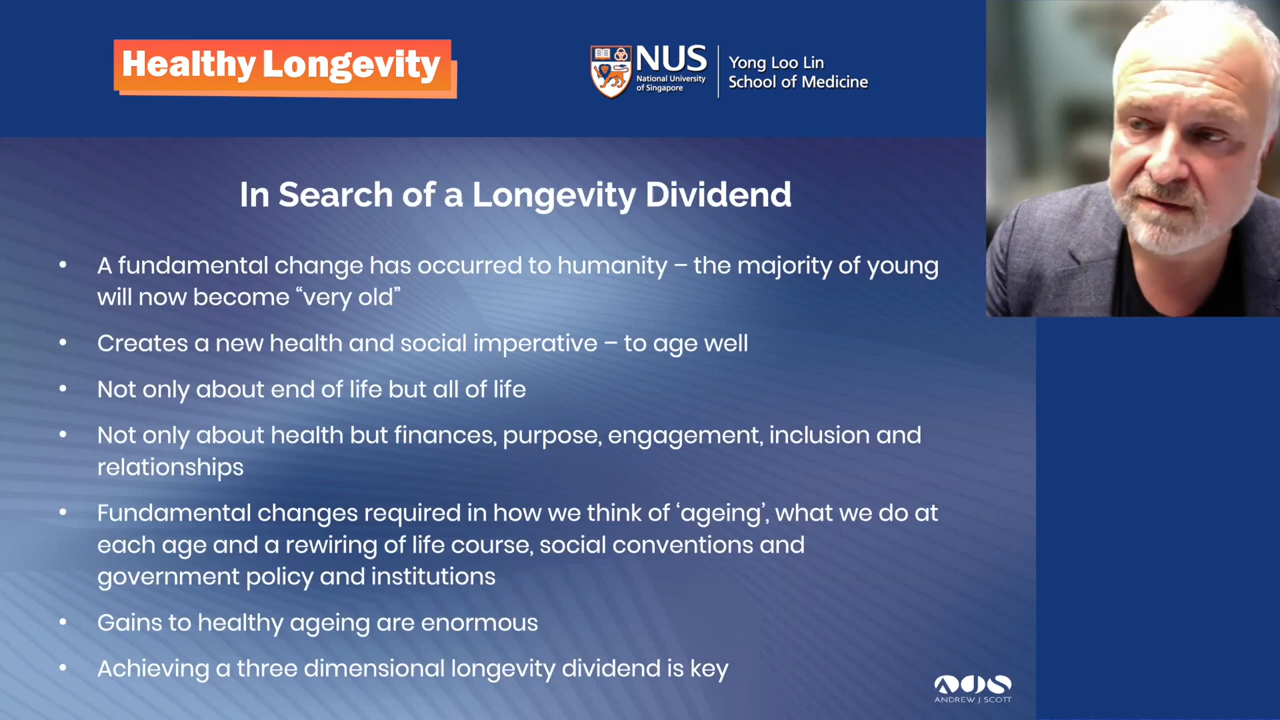 Healthy Longevity
NUS
National University
of Singapore
Yong Loo Lin
School of Medicine
In Search of a Longevity Dividend
• A fundamental change has occurred to humanity – the majority of young
will now become “very old”
• Creates a new health and social imperative – to age well
• Not only about end of life but all of life
• Not only about health but finances, purpose, engagement, inclusion and
relationships
• Fundamental changes required in how we think of ‘ageing’, what we do at
each age and a rewiring of life course, social conventions and
government policy and institutions
• Gains to healthy ageing are enormous
• Achieving a three dimensional longevity dividend is key
AJS
ANDREW J SCOTT